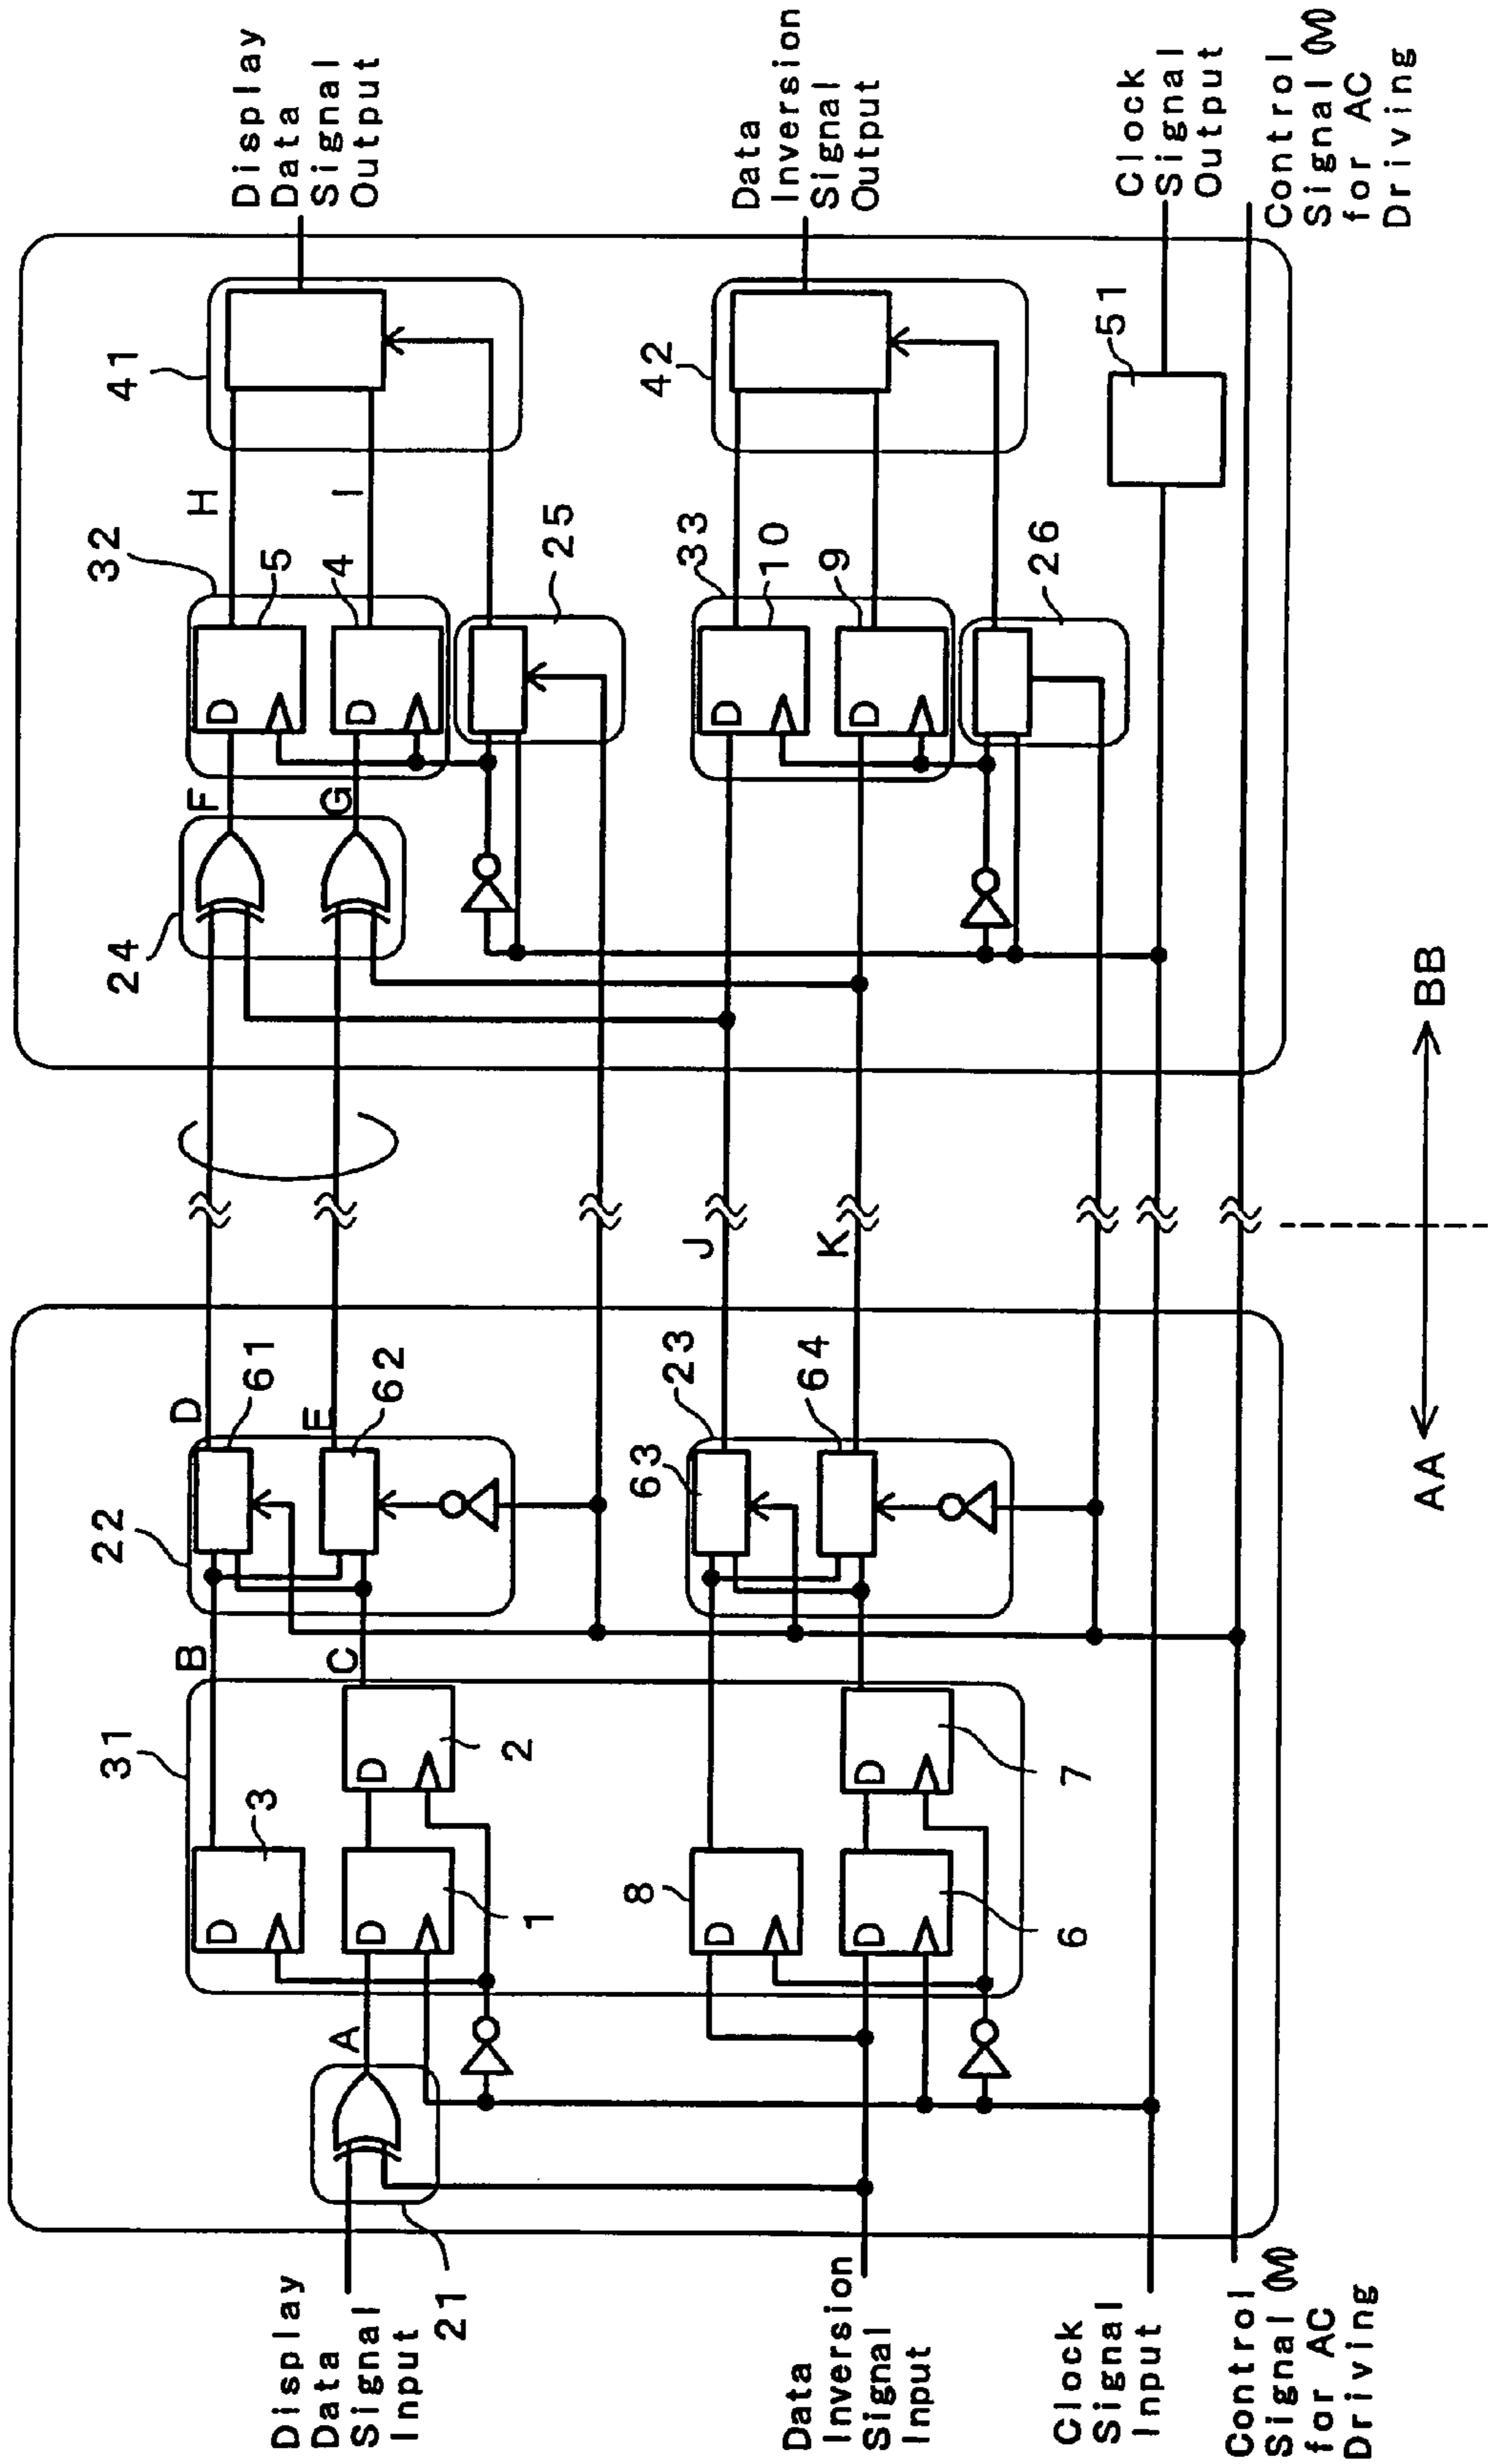 Display
Data
Signal
Input
21
A
31
3
1
2
B
C
22
D
61
E
62
Data
Inversion
Signal
Input
8
D
D
D
D
D
D
6
7
63
23
64
J
K
Clock
Signal
Input
Control
Signal (M)
for AC
Driving
AA
BB
24
F
G
32
5
4
D
D
H
I
25
41
Display
Data
Signal
Output
33
10
9
D
D
26
42
Data
Inversion
Signal
Output
51
Clock
Signal
Output
Control
Signal (M)
for AC
Driving